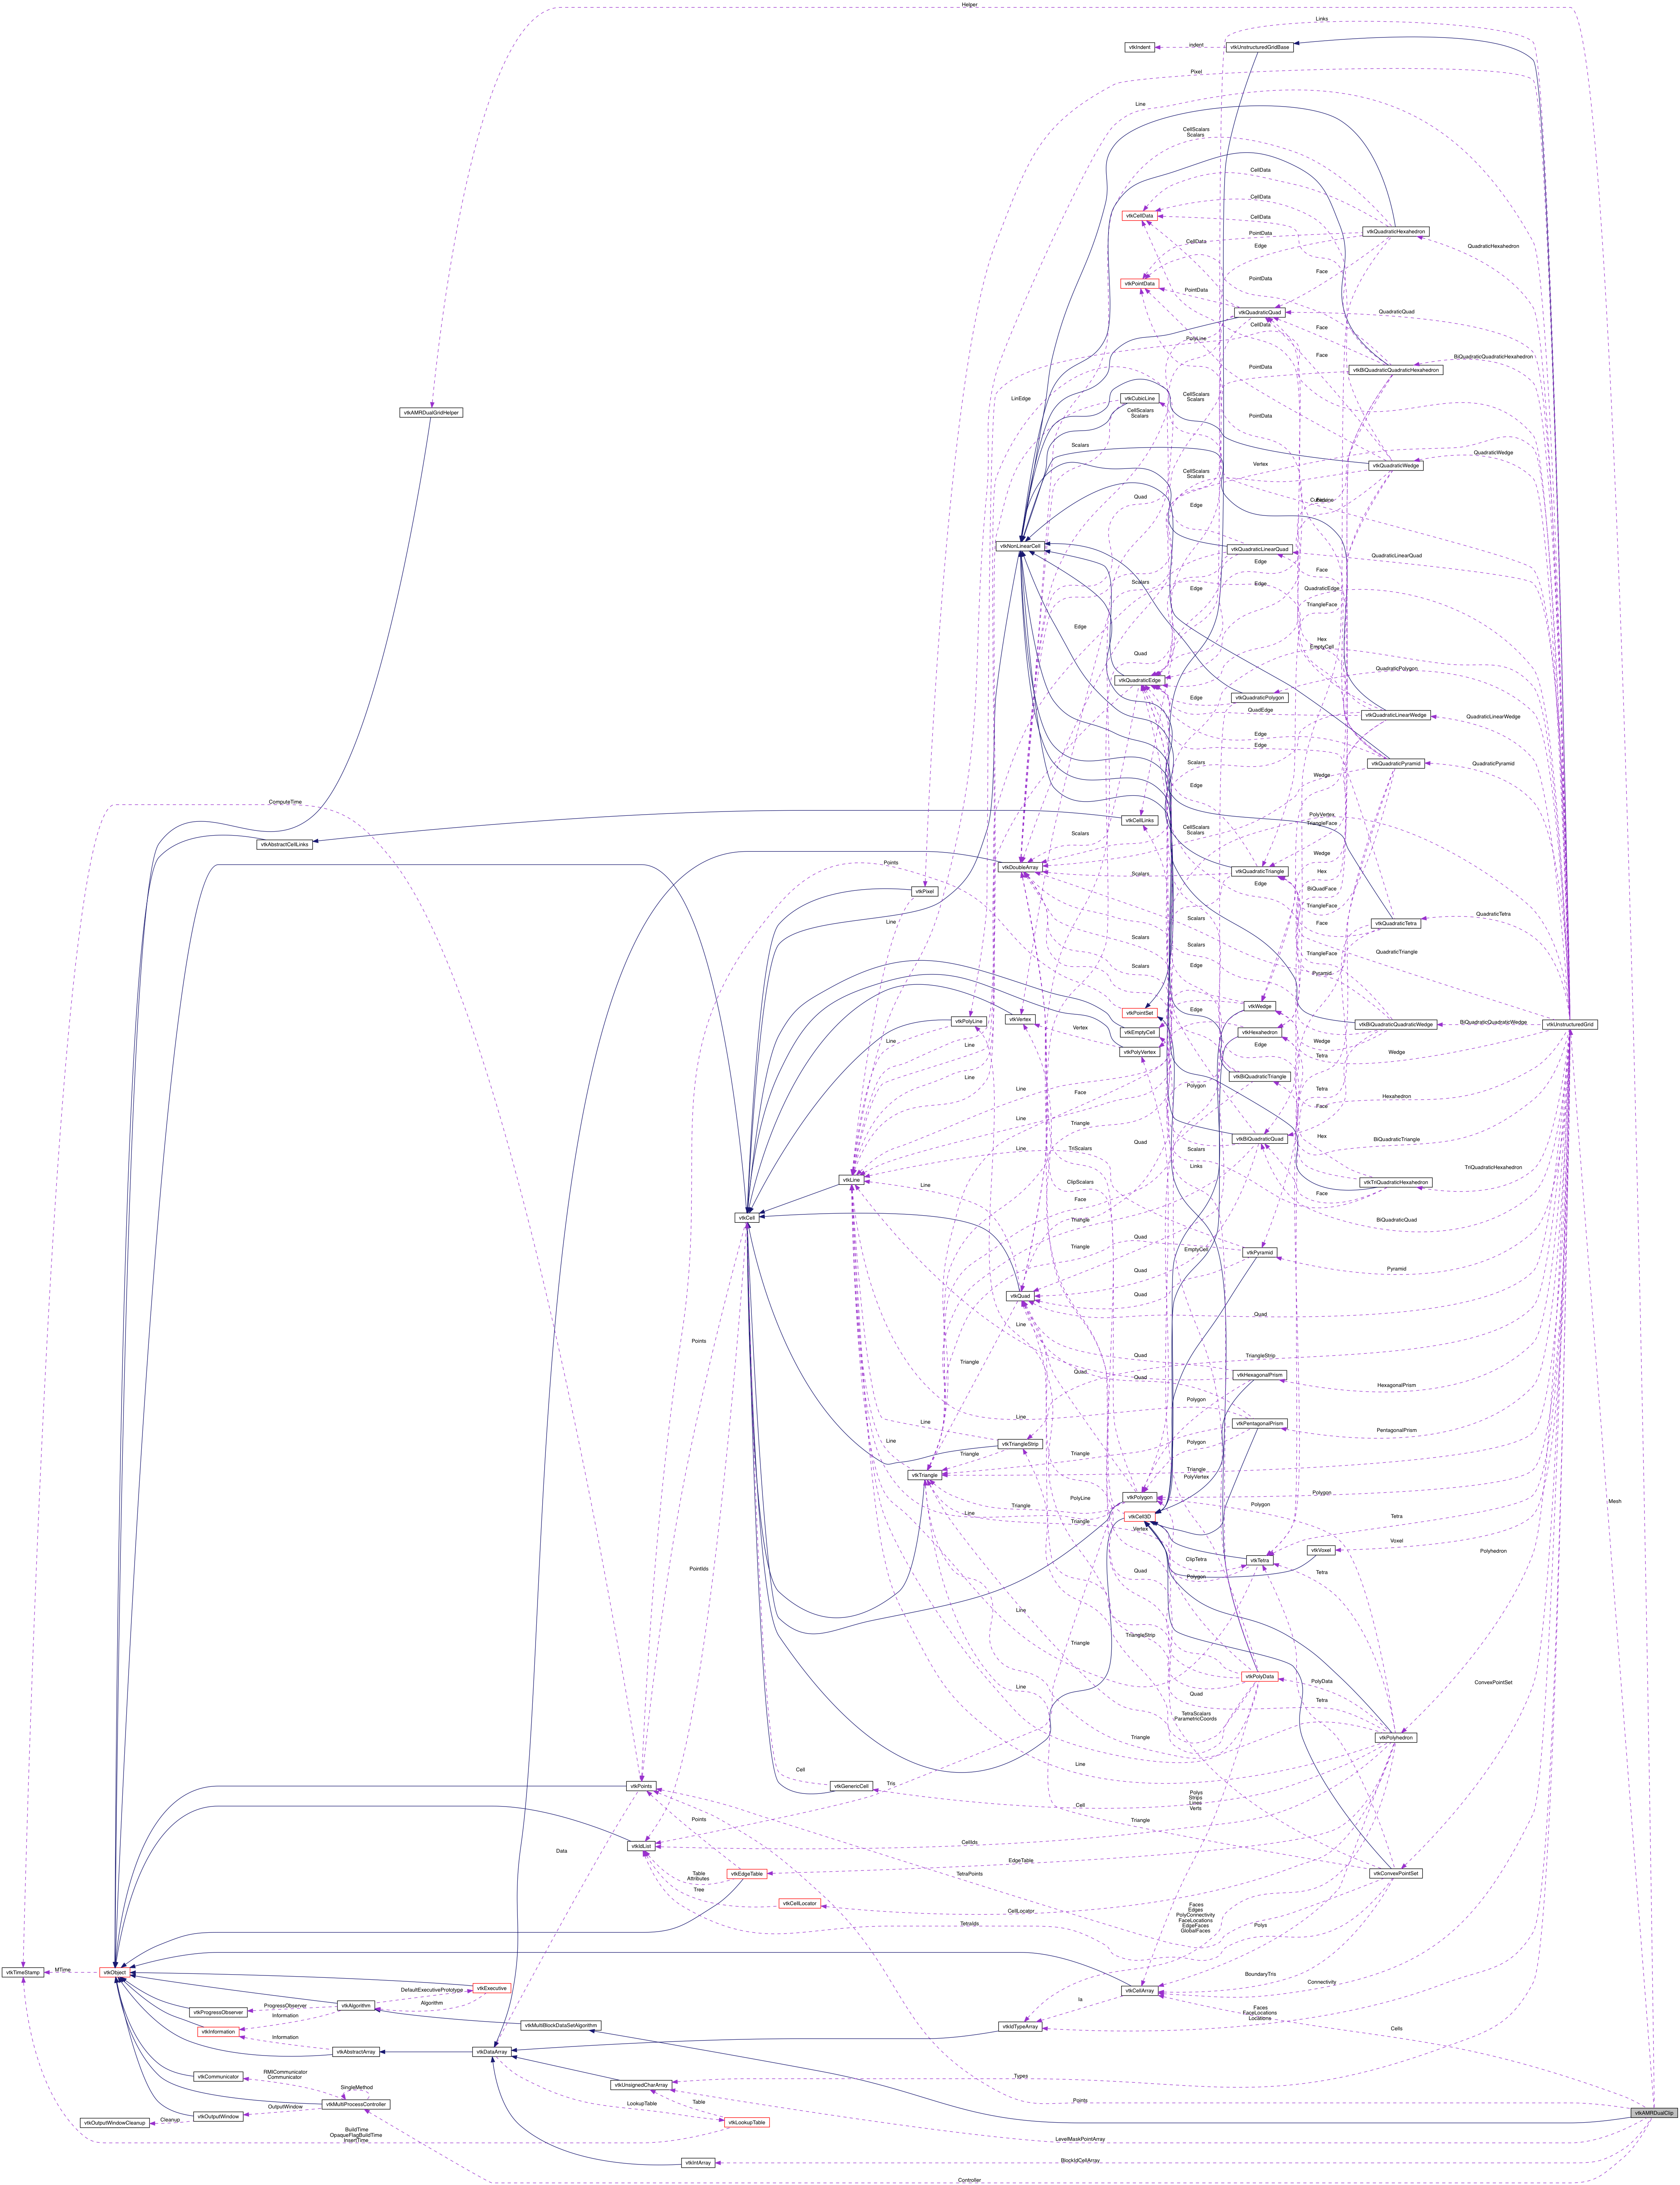 Helper
Links
vtkIndent
indent
vtkUnstructuredGridBase
Pixel
Line
CellScalars
Scalars
CellData
CellData
vtkCellData
CellData
vtkQuadraticHexahedron
PointData
CellData
Edge
QuadraticHexahedron
Face
vtkPointData
PointData
PointData
vtkQuadraticQuad
QuadraticQuad
CellData
Face
PolyLine
Face
BiQuadraticQuadraticHexahedron
PointData
vtkBiQuadraticQuadraticHexahedron
LinEdge
CellScalars
Scalars
vtkCubicLine
vtkAMRDualGridHelper
CellScalars
Scalars
PointData
Scalars
QuadraticWedge
Vertex
vtkQuadraticWedge
CellScalars
Scalars
Quad
Edge
vtkNonLinearCell
vtkQuadraticLinearQuad
QuadraticLinearQuad
Edge
Face
Scalars
Edge
Edge
QuadraticEdge
TriangleFace
Edge
Hex
EmptyCell
Quad
QuadraticPolygon
vtkQuadraticEdge
Edge
vtkQuadraticPolygon
QuadEdge
vtkQuadraticLinearWedge
QuadraticLinearWedge
Edge
Edge
Scalars
vtkQuadraticPyramid
QuadraticPyramid
Wedge
Edge
ComputeTime
PolyVertex
TriangleFace
vtkCellLinks
CellScalars
Scalars
Scalars
vtkAbstractCellLinks
Wedge
Points
vtkDoubleArray
Scalars
vtkQuadraticTriangle
Hex
Edge
BiQuadFace
vtkPixel
TriangleFace
QuadraticTetra
Line
Scalars
Face
vtkQuadraticTetra
Scalars
TriangleFace
QuadraticTriangle
Scalars
Edge
Pyramid
vtkWedge
Edge
vtkPointSet
vtkPolyLine
vtkVertex
vtkEmptyCell
vtkHexahedron
vtkBiQuadraticQuadraticWedge
BiQuadraticQuadraticWedge
vtkUnstructuredGrid
Vertex
Line
Line
Edge
Wedge
Wedge
vtkPolyVertex
Tetra
Line
vtkBiQuadraticTriangle
Line
Face
Polygon
Tetra
Hexahedron
Face
Line
Triangle
Hex
vtkBiQuadraticQuad
BiQuadraticTriangle
Quad
Line
TriScalars
Scalars
Links
TriQuadraticHexahedron
vtkLine
Line
ClipScalars
vtkTriQuadraticHexahedron
Face
Face
vtkCell
Triangle
BiQuadraticQuad
Quad
Triangle
EmptyCell
vtkPyramid
Quad
Pyramid
vtkQuad
Quad
Quad
Line
Points
Quad
TriangleStrip
Triangle
Quad
Quad
vtkHexagonalPrism
HexagonalPrism
Polygon
Line
vtkPentagonalPrism
Line
PentagonalPrism
Line
Polygon
vtkTriangleStrip
Triangle
Triangle
vtkTriangle
Triangle
PolyVertex
PolyLine
vtkPolygon
Polygon
Triangle
Polygon
Line
vtkCell3D
Triangle
Tetra
Vertex
Voxel
PointIds
vtkVoxel
Polyhedron
ClipTetra
vtkTetra
Quad
Tetra
Polygon
Line
TriangleStrip
Triangle
vtkPolyData
PolyData
ConvexPointSet
Line
Quad
Tetra
TetraScalars
ParametricCoords
Triangle
vtkPolyhedron
Line
Cell
Tris
vtkPoints
vtkGenericCell
Polys
Strips
Lines
Verts
Cell
Points
Triangle
vtkIdList
CellIds
Data
EdgeTable
Table
Attributes
vtkEdgeTable
TetraPoints
vtkConvexPointSet
Tree
vtkCellLocator
CellLocator
Faces
Edges
PolyConnectivity
FaceLocations
EdgeFaces
GlobalFaces
TetraIds
Polys
Mesh
vtkTimeStamp
MTime
vtkObject
BoundaryTris
Connectivity
DefaultExecutivePrototype
vtkExecutive
vtkCellArray
Algorithm
ProgressObserver
vtkAlgorithm
Ia
vtkProgressObserver
Information
Faces
FaceLocations
Locations
vtkMultiBlockDataSetAlgorithm
vtkIdTypeArray
Cells
vtkInformation
Information
vtkAbstractArray
vtkDataArray
vtkCommunicator
RMICommunicator
Communicator
Types
vtkUnsignedCharArray
SingleMethod
vtkMultiProcessController
LookupTable
Table
Points
OutputWindow
vtkAMRDualClip
vtkOutputWindowCleanup
Cleanup
vtkOutputWindow
vtkLookupTable
BuildTime
OpaqueFlagBuildTime
InsertTime
LevelMaskPointArray
vtkIntArray
BlockIdCellArray
Controller